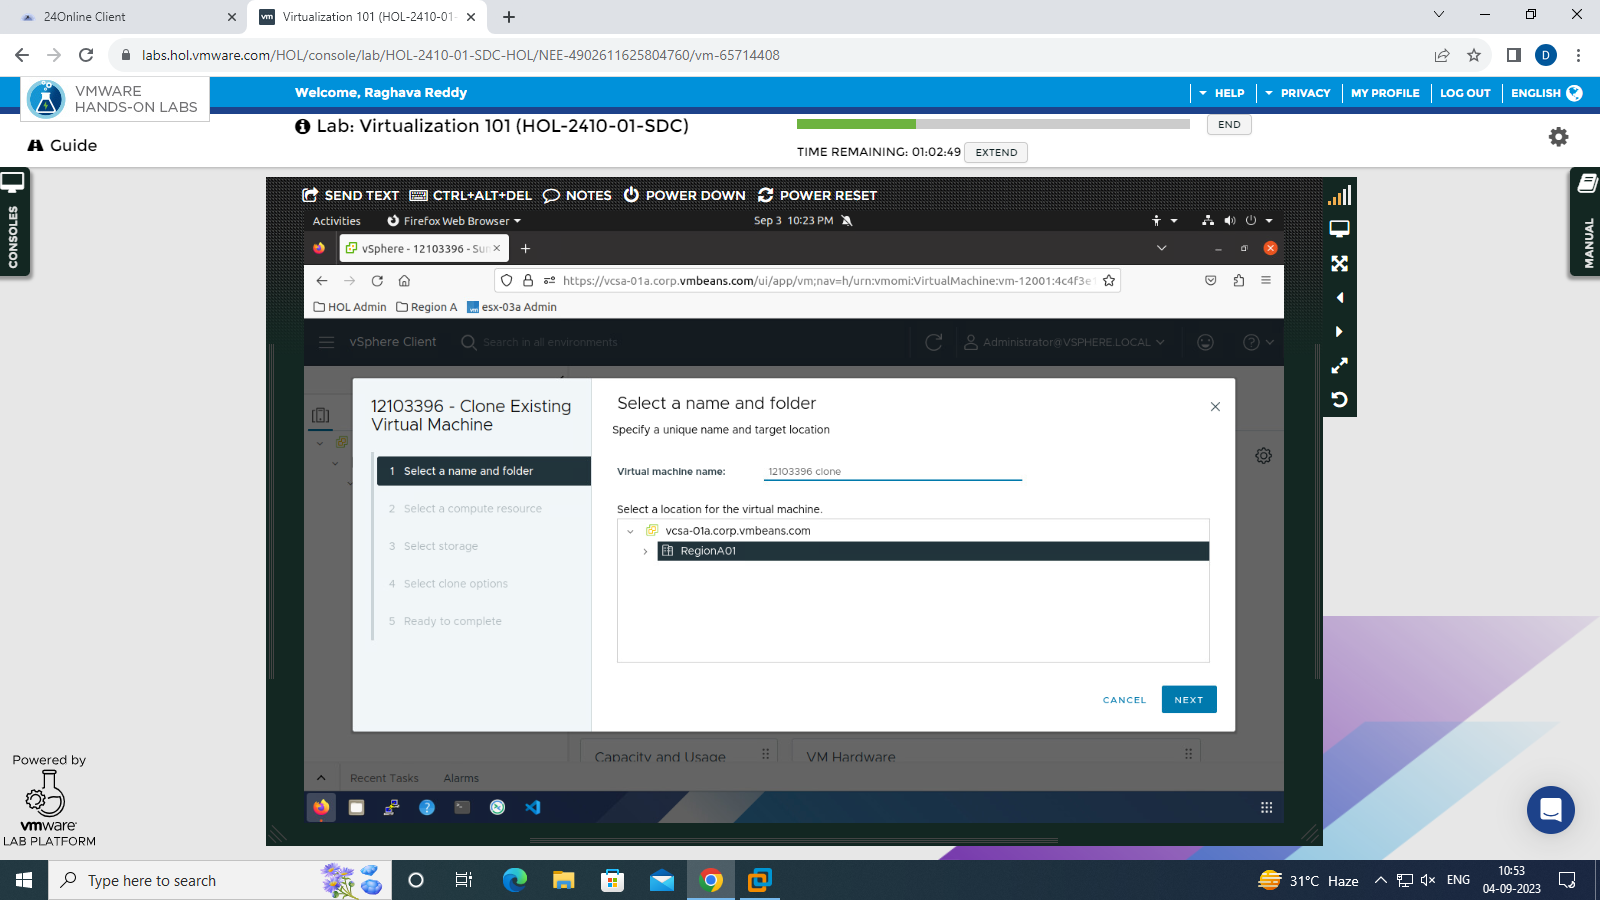 24Online Client
Virtualization 101 (HOL-2410-01-
labs.hol.vmware.com/HOL/console/lab/HOL-2410-01-SDC-HOL/NEE-4902611625804760/vm-65714408
D
vm
VMWARE
HANDS-ON LABS
Welcome, Raghava Reddy
HELP
PRIVACY
MY PROFILE
LOG OUT
ENGLISH
Guide
Lab: Virtualization 101 (HOL-2410-01-SDC)
END
TIME REMAINING: 01:02:49
EXTEND
CONSOLES
MANUAL
SEND TEXT
CTRL+ALT+DEL
NOTES
POWER DOWN
POWER RESET
Activities
Firefox Web Browser
Sep 3 10:23 PM
vSphere - 12103396 - Sum
https://vcsa-01a.corp.vmbeans.com/ui/app/vm;nav=h/urn:vmomi:VirtualMachine:vm-12001:4c4f3e1
HOL Admin
Region A
esx-03a Admin
vSphere Client
Search in all environments
Administrator@VSPHERE.LOCAL
12103396 - Clone Existing
Virtual Machine
1 Select a name and folder
2 Select a compute resource
3 Select storage
4 Select clone options
5 Ready to complete
Select a name and folder
Specify a unique name and target location
Virtual machine name:
12103396 clone
Select a location for the virtual machine.
vcsa-01a.corp.vmbeans.com
RegionA01
CANCEL
NEXT
Capacity and Usage
VM Hardware
Recent Tasks
Alarms
Powered by
vmware
LAB PLATFORM
Type here to search
31°C Haze
ENG
10:53
04-09-2023